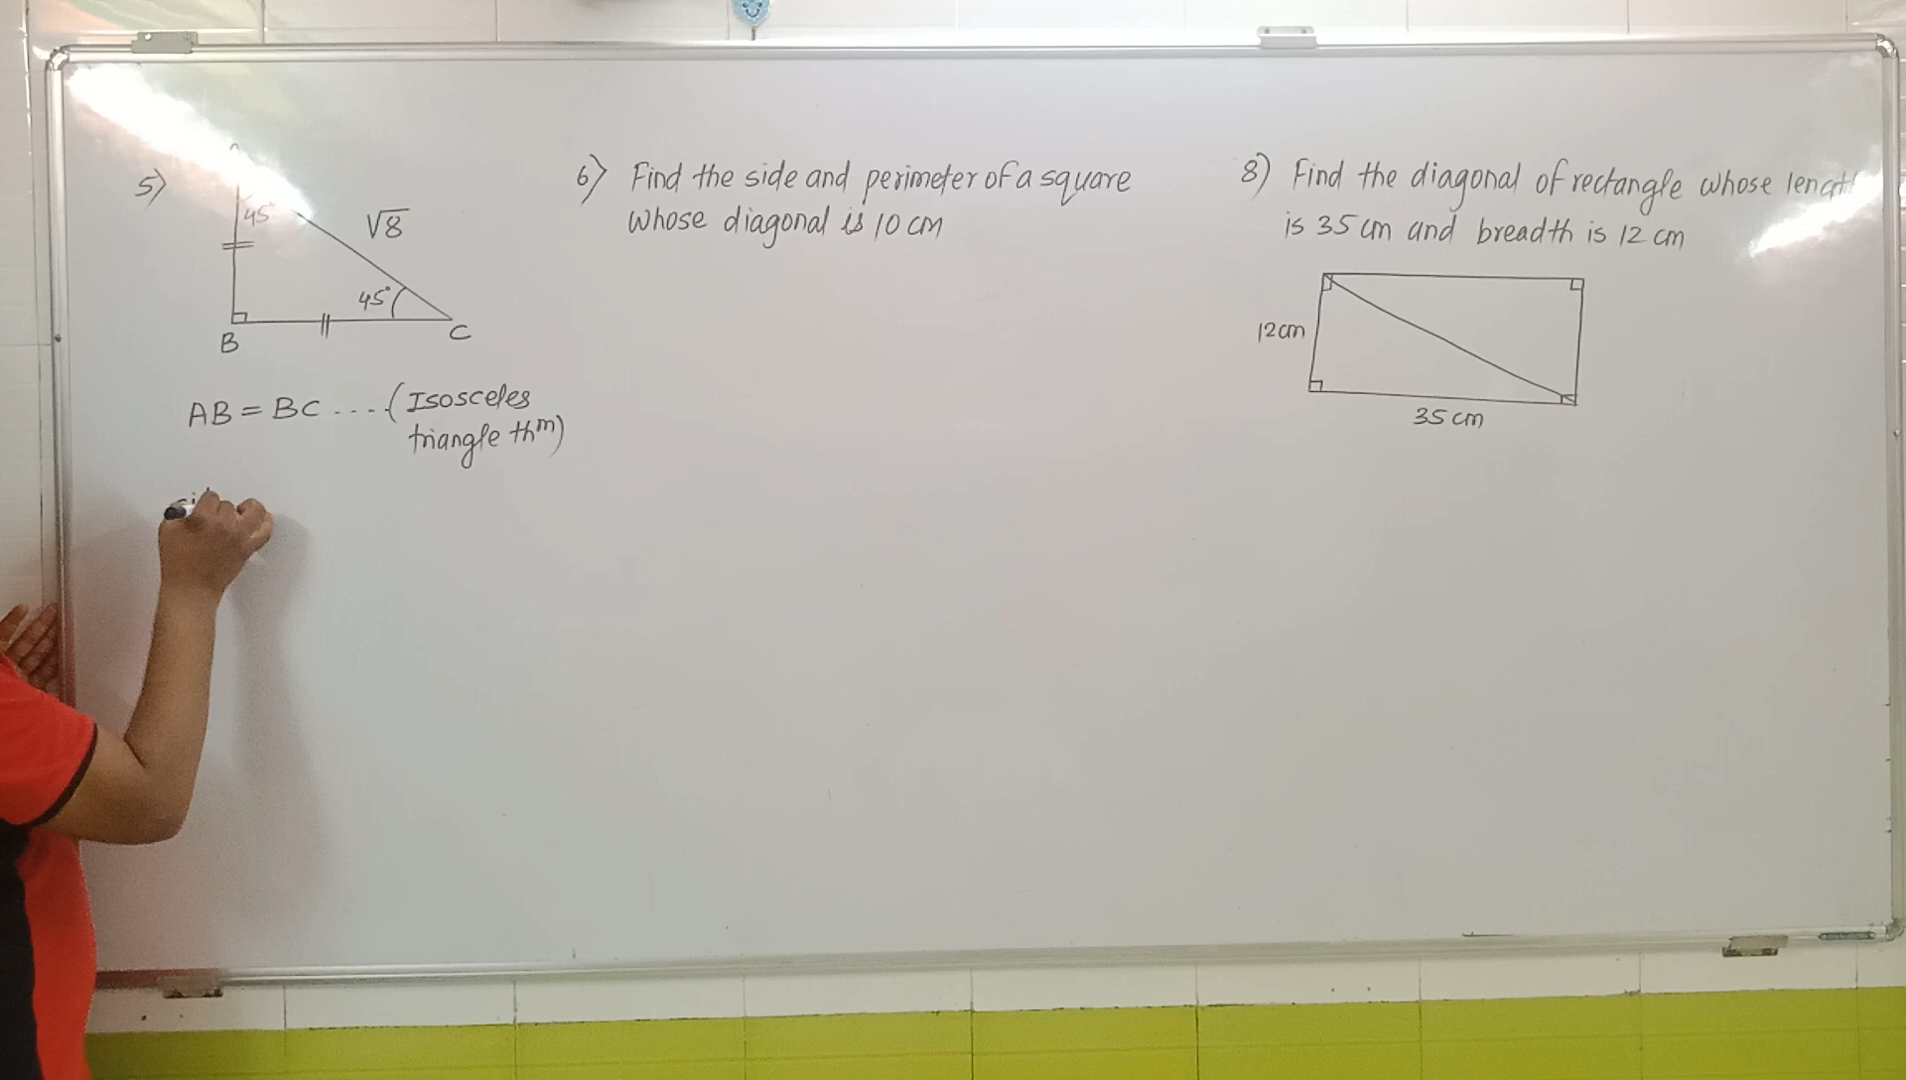 5)
45°
√8
45°
B
C
AB = BC ....(Isosceles
triangle thm)
6) Find the side and perimeter of a square
whose diagonal is 10 cm
8) Find the diagonal of rectangle whose length
is 35 cm and breadth is 12 cm
12cm
35 cm